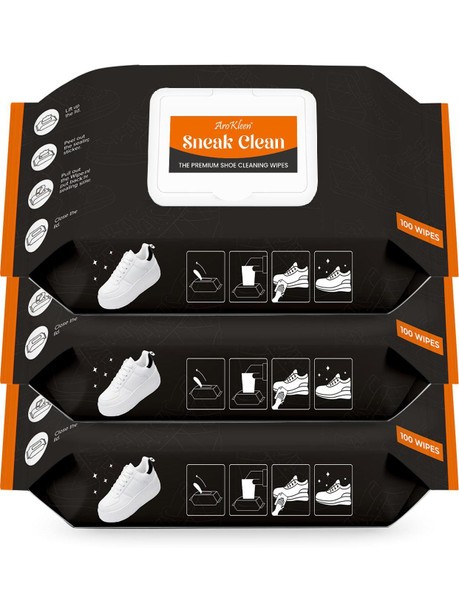 Lift up
the lid.
Peel out
the sealing
sticker.
Pull out
the Wipes
AroKleen
Sneak Clean
THE PREMIUM SHOE CLEANING WIPES
Close the
lid.
100 WIPES
Close the
lid.
100 WIPES
Close the
lid.
100 WIPES